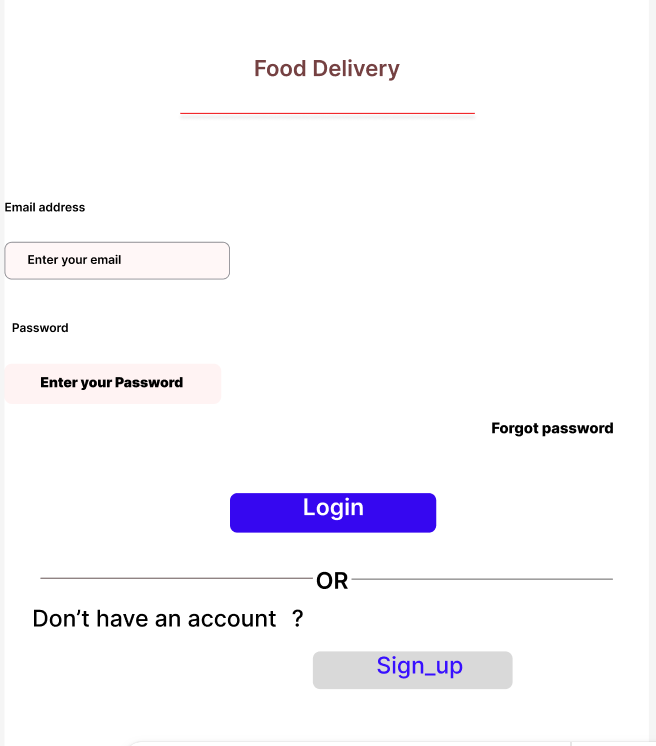 Food Delivery
Email address
Enter your email
Password
Enter your Password
Forgot password
Login
OR
Don’t have an account ?
Sign_up